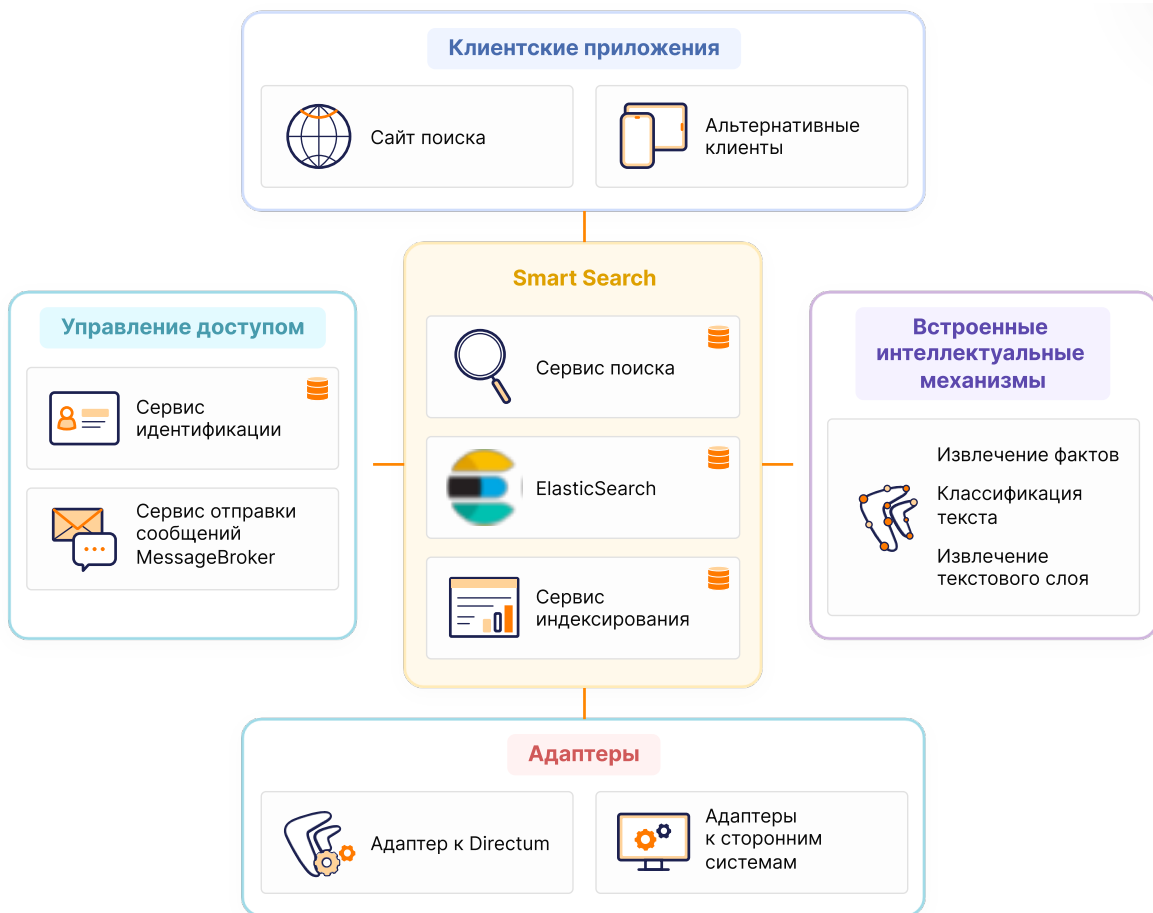 Клиентские приложения
Сайт поиска
Альтернативные
клиенты
Smart Search
Сервис поиска
ElasticSearch
Сервис
индексирования
Управление доступом
Сервис
идентификации
Сервис отправки
сообщений
MessageBroker
Встроенные
интеллектуальные
механизмы
Извлечение фактов
Классификация
текста
Извлечение
текстового слоя
Адаптеры
Адаптер к Directum
Адаптеры
к сторонним
системам